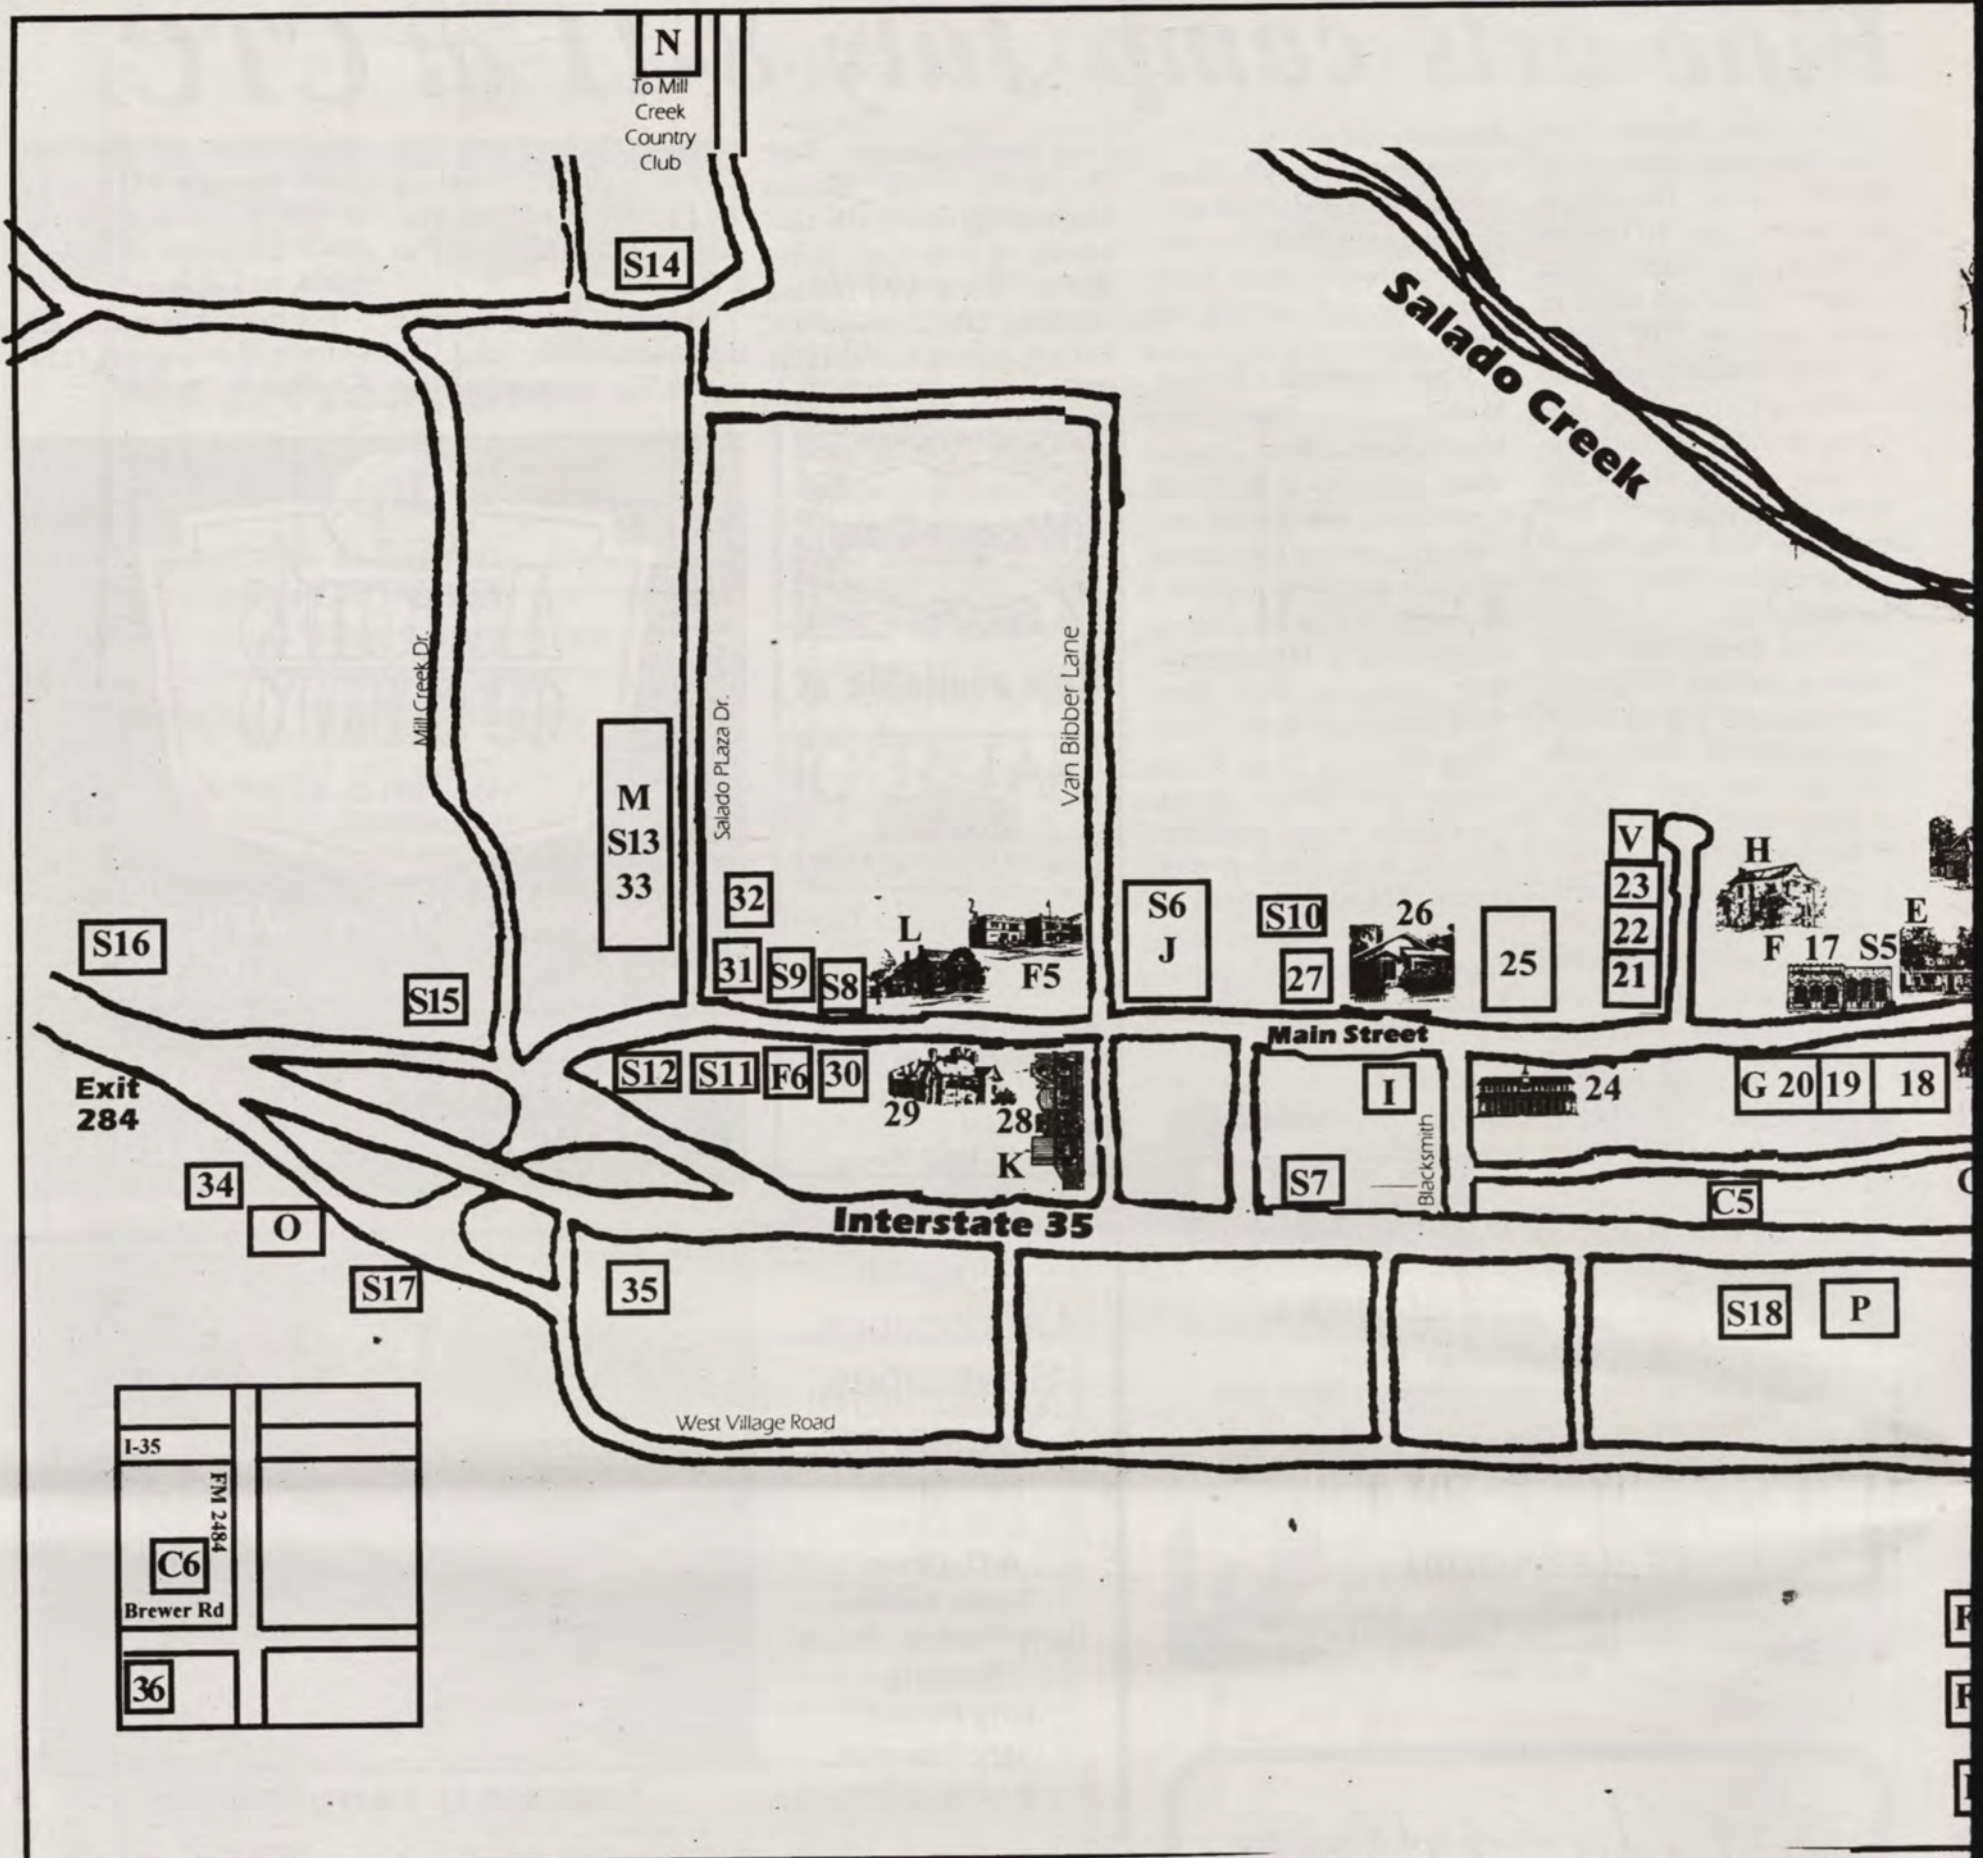 N
To Mill
Creek
Country
Club
S14
Salado Creek
Mill Creek Dr.
Salado PLaza Dr.
Van Bibber Lane
M
S13
33
32
31
S9
S8
L
F5
S6
J
S10
27
26
25
V
23
22
21
H
F 17 S5
E
S16
S15
Main Street
Exit
284
S12
S11
F6
30
29
28
K
I
Blacksmith
24
G 20
19
18
S7
C5
34
O
S17
Interstate 35
35
S18
P
West Village Road
I-35
FM 2484
C6
Brewer Rd
36